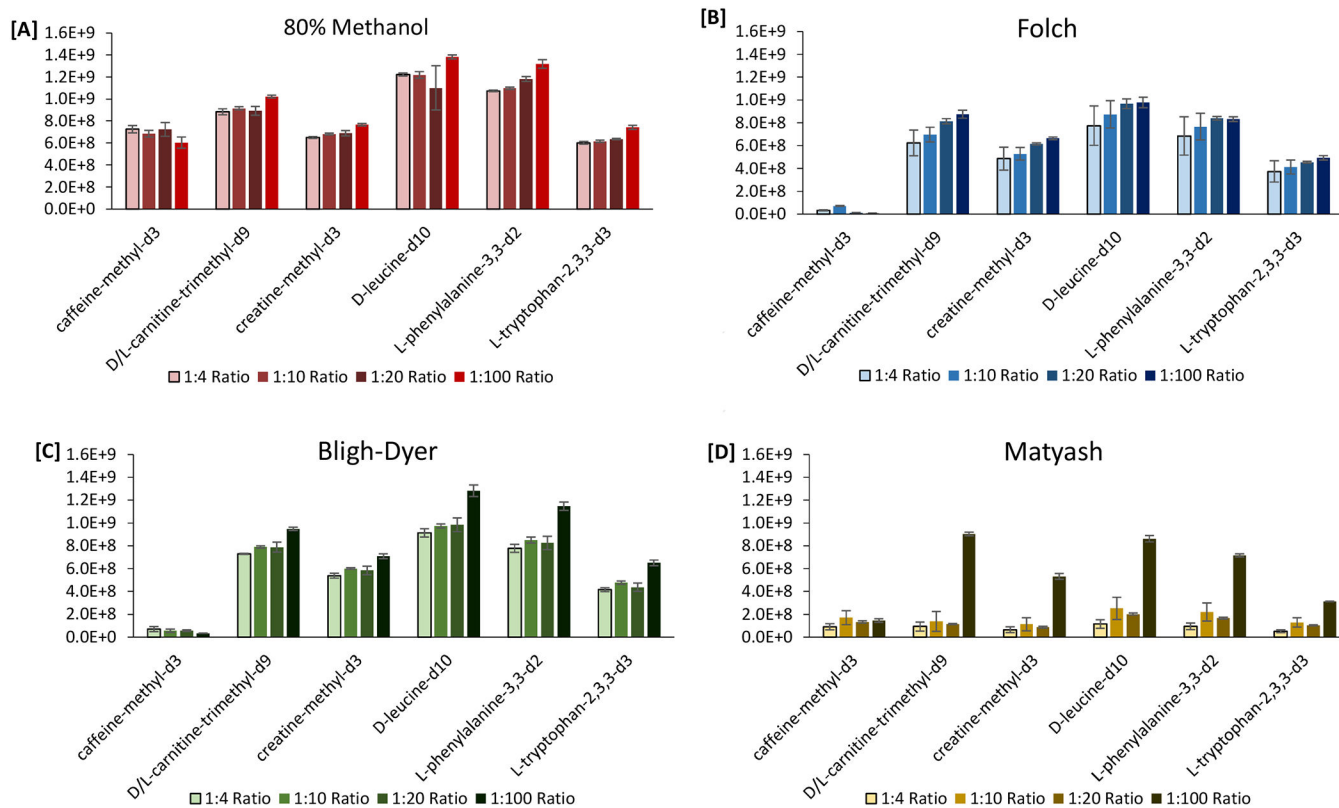 [A]
80% Methanol
1.6E+9
1.4E+9
1.2E+9
1.0E+9
8.0E+8
6.0E+8
4.0E+8
2.0E+8
0.0E+0
caffeine-methyl-d3
D/L-carnitine-trimethyl-d9
creatine-methyl-d3
D-leucine-d10
L-phenylalanine-3,3-d2
L-tryptophan-2,3,3-d3
1:4 Ratio 1:10 Ratio 1:20 Ratio 1:100 Ratio
[B]
Folch
1.6E+9
1.4E+9
1.2E+9
1.0E+9
8.0E+8
6.0E+8
4.0E+8
2.0E+8
0.0E+0
caffeine-methyl-d3
D/L-carnitine-trimethyl-d9
creatine-methyl-d3
D-leucine-d10
L-phenylalanine-3,3-d2
L-tryptophan-2,3,3-d3
1:4 Ratio 1:10 Ratio 1:20 Ratio 1:100 Ratio
[C]
Bligh-Dyer
1.6E+9
1.4E+9
1.2E+9
1.0E+9
8.0E+8
6.0E+8
4.0E+8
2.0E+8
0.0E+0
caffeine-methyl-d3
D/L-carnitine-trimethyl-d9
creatine-methyl-d3
D-leucine-d10
L-phenylalanine-3,3-d2
L-tryptophan-2,3,3-d3
1:4 Ratio 1:10 Ratio 1:20 Ratio 1:100 Ratio
[D]
Matyash
1.6E+9
1.4E+9
1.2E+9
1.0E+9
8.0E+8
6.0E+8
4.0E+8
2.0E+8
0.0E+0
caffeine-methyl-d3
D/L-carnitine-trimethyl-d9
creatine-methyl-d3
D-leucine-d10
L-phenylalanine-3,3-d2
L-tryptophan-2,3,3-d3
1:4 Ratio 1:10 Ratio 1:20 Ratio 1:100 Ratio